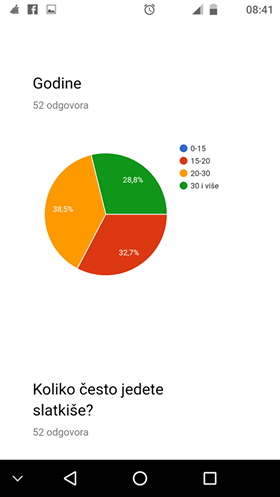 08:41
Godine
52 odgovora
0-15
15-20
20-30
30 i više
28,8%
38,5%
32,7%
Koliko često jedete
slatkiše?
52 odgovora